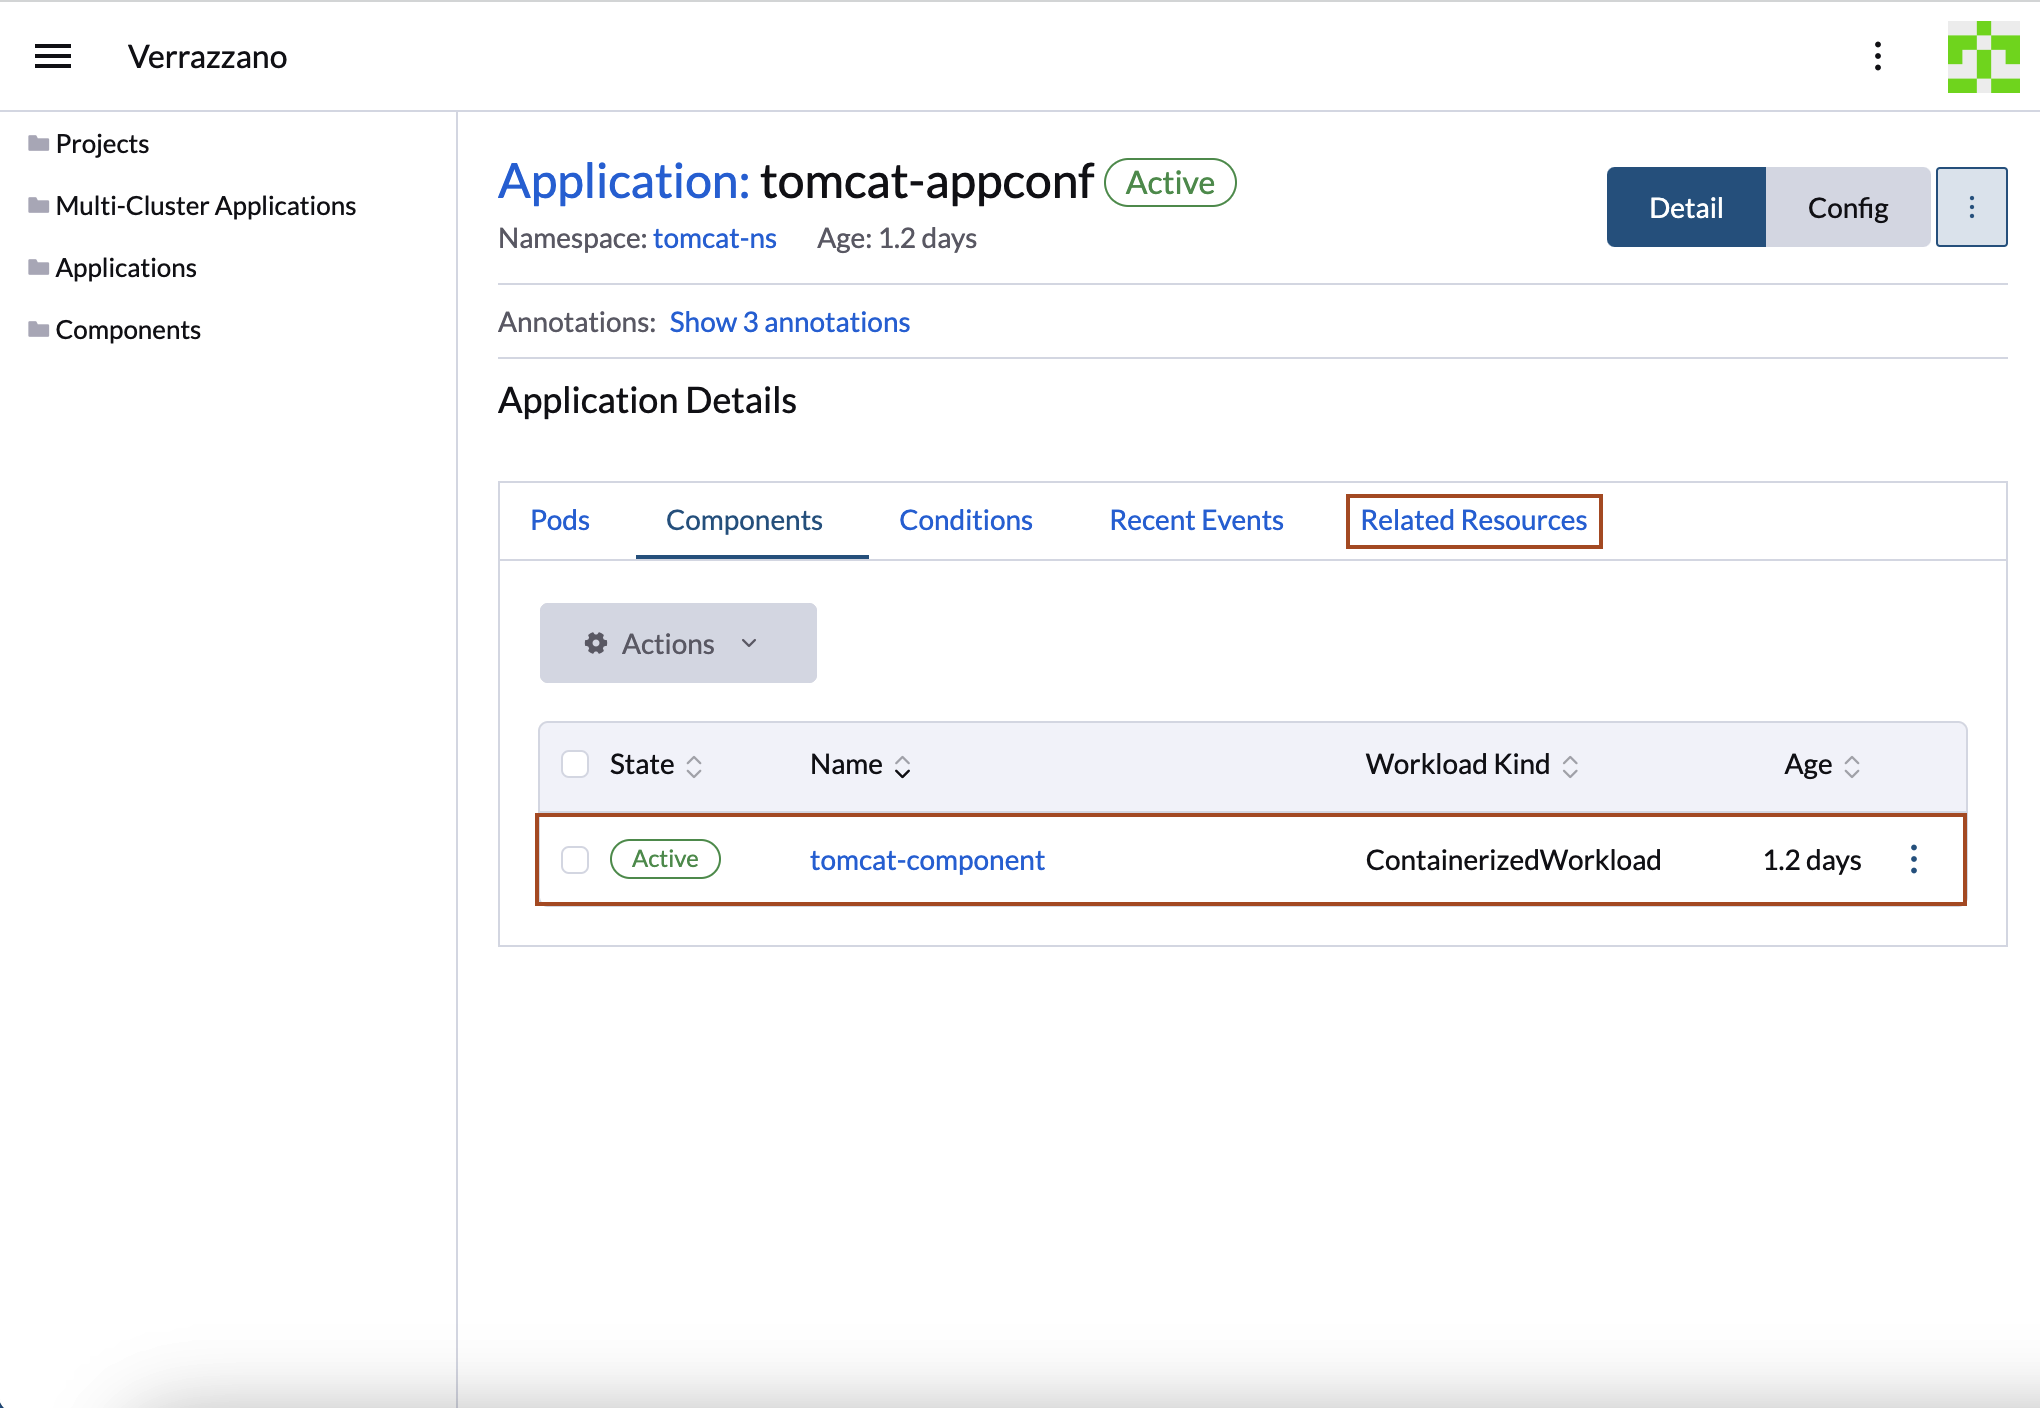 Verrazzano
Projects
Multi-Cluster Applications
Applications
Components
Application: tomcat-appconf Active
Namespace: tomcat-ns Age: 1.2 days
Detail Config
Annotations: Show 3 annotations
Application Details
Pods Components Conditions Recent Events Related Resources
Actions
State Name Workload Kind Age
Active tomcat-component ContainerizedWorkload 1.2 days